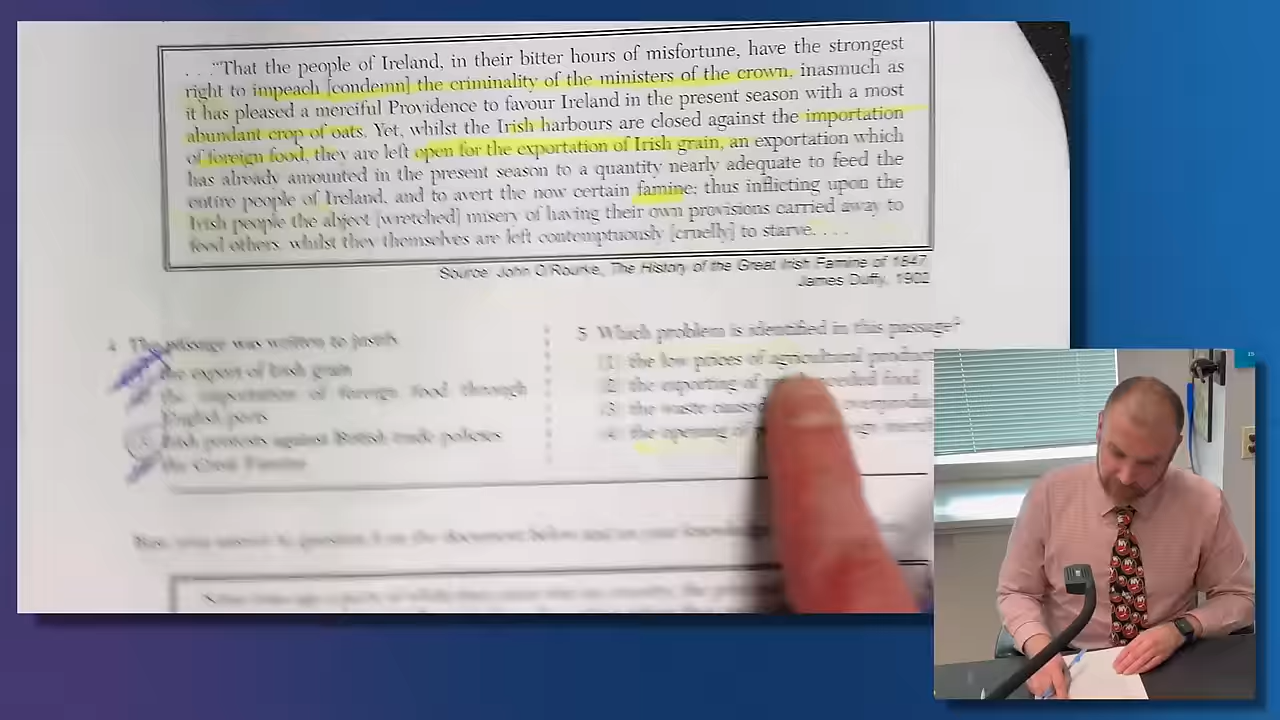 . . ."That the people of Ireland, in their bitter hours of misfortune, have the strongest
right to impeach [condemn] the criminality of the ministers of the crown, inasmuch as
it has pleased a merciful Providence to favour Ireland in the present season with a most
abundant crop of oats. Yet, whilst the Irish harbours are closed against the importation
of foreign food, they are left open for the exportation of Irish grain, an exportation which
has already amounted in the present season to a quantity nearly adequate to feed the
entire people of Ireland, and to avert the now certain famine; thus inflicting upon the
Irish people the abject [wretched] misery of having their own provisions carried away to
feed others, whilst they themselves are left contemptuously [cruelly] to starve. . . .
Source: John O'Rourke, The History of the Great Irish Famine of 1847,
James Duffy, 1902
4 The passage was written to justify
the export of Irish grain
the importation of foreign food through
English ports
Irish protests against British trade policies
the Great Famine
5 Which problem is identified in this passage?
(1) the low prices of agricultural
(2) the exporting of food
(3) the waste caused
(4) the opening of